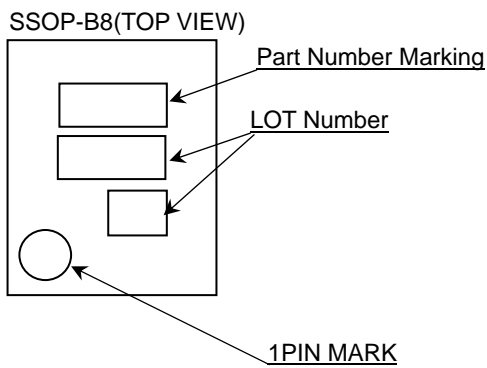 SSOP-B8(TOP VIEW)
Part Number Marking
LOT Number
1PIN MARK